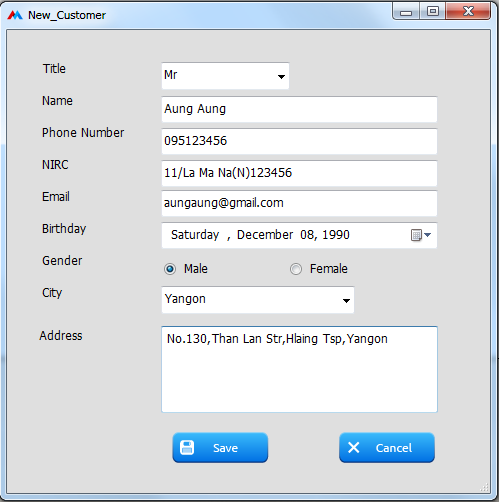 New_Customer
Title Mr
Name Aung Aung
Phone Number 095123456
NIRC 11/La Ma Na(N)123456
Email aungaung@gmail.com
Birthday Saturday , December 08, 1990
Gender Male Female
City Yangon
Address No.130,Than Lan Str,Hlaing Tsp,Yangon
Save Cancel